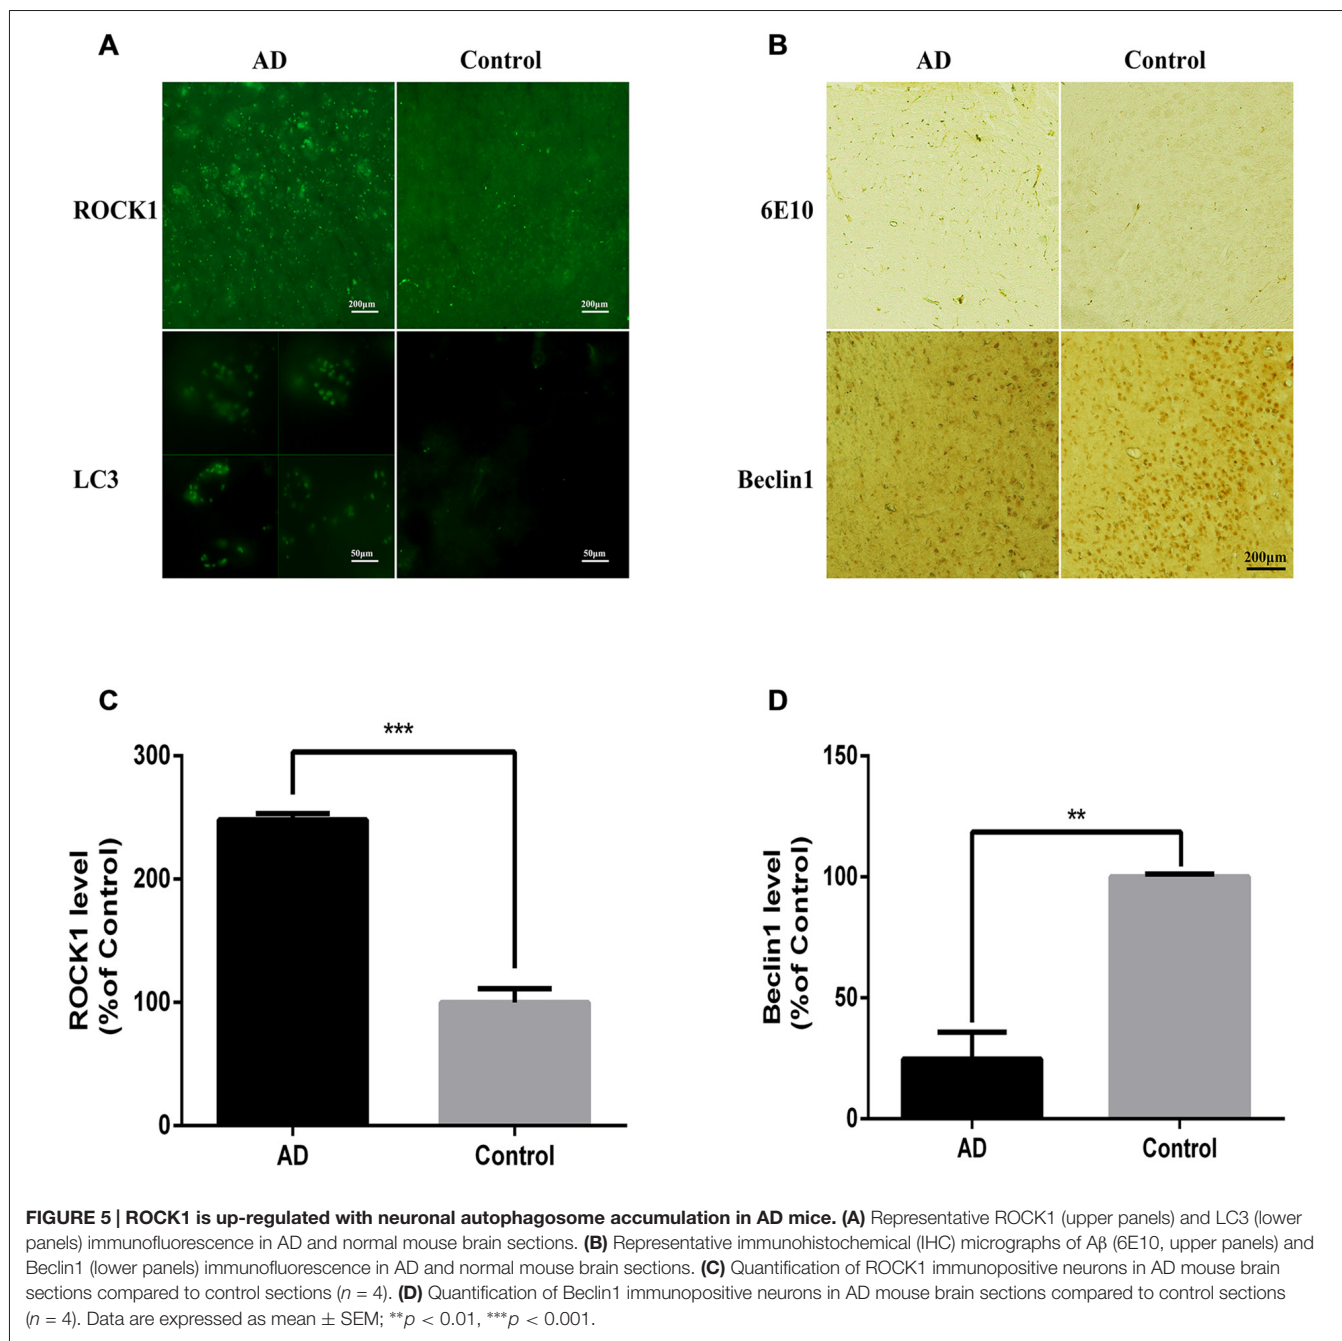 A
AD Control
ROCK1
200µm 200µm
LC3
50µm 50µm
B
AD Control
6E10
Beclin1
200µm
C
***
300
200
100
0
ROCK1 level
(%of Control)
AD Control
D
**
150
100
50
0
Beclin1 level
(%of Control)
AD Control
FIGURE 5 | ROCK1 is up-regulated with neuronal autophagosome accumulation in AD mice. (A) Representative ROCK1 (upper panels) and LC3 (lower
panels) immunofluorescence in AD and normal mouse brain sections. (B) Representative immunohistochemical (IHC) micrographs of Aβ (6E10, upper panels) and
Beclin1 (lower panels) immunofluorescence in AD and normal mouse brain sections. (C) Quantification of ROCK1 immunopositive neurons in AD mouse brain
sections compared to control sections (n = 4). (D) Quantification of Beclin1 immunopositive neurons in AD mouse brain sections compared to control sections
(n = 4). Data are expressed as mean ± SEM; **p < 0.01, ***p < 0.001.